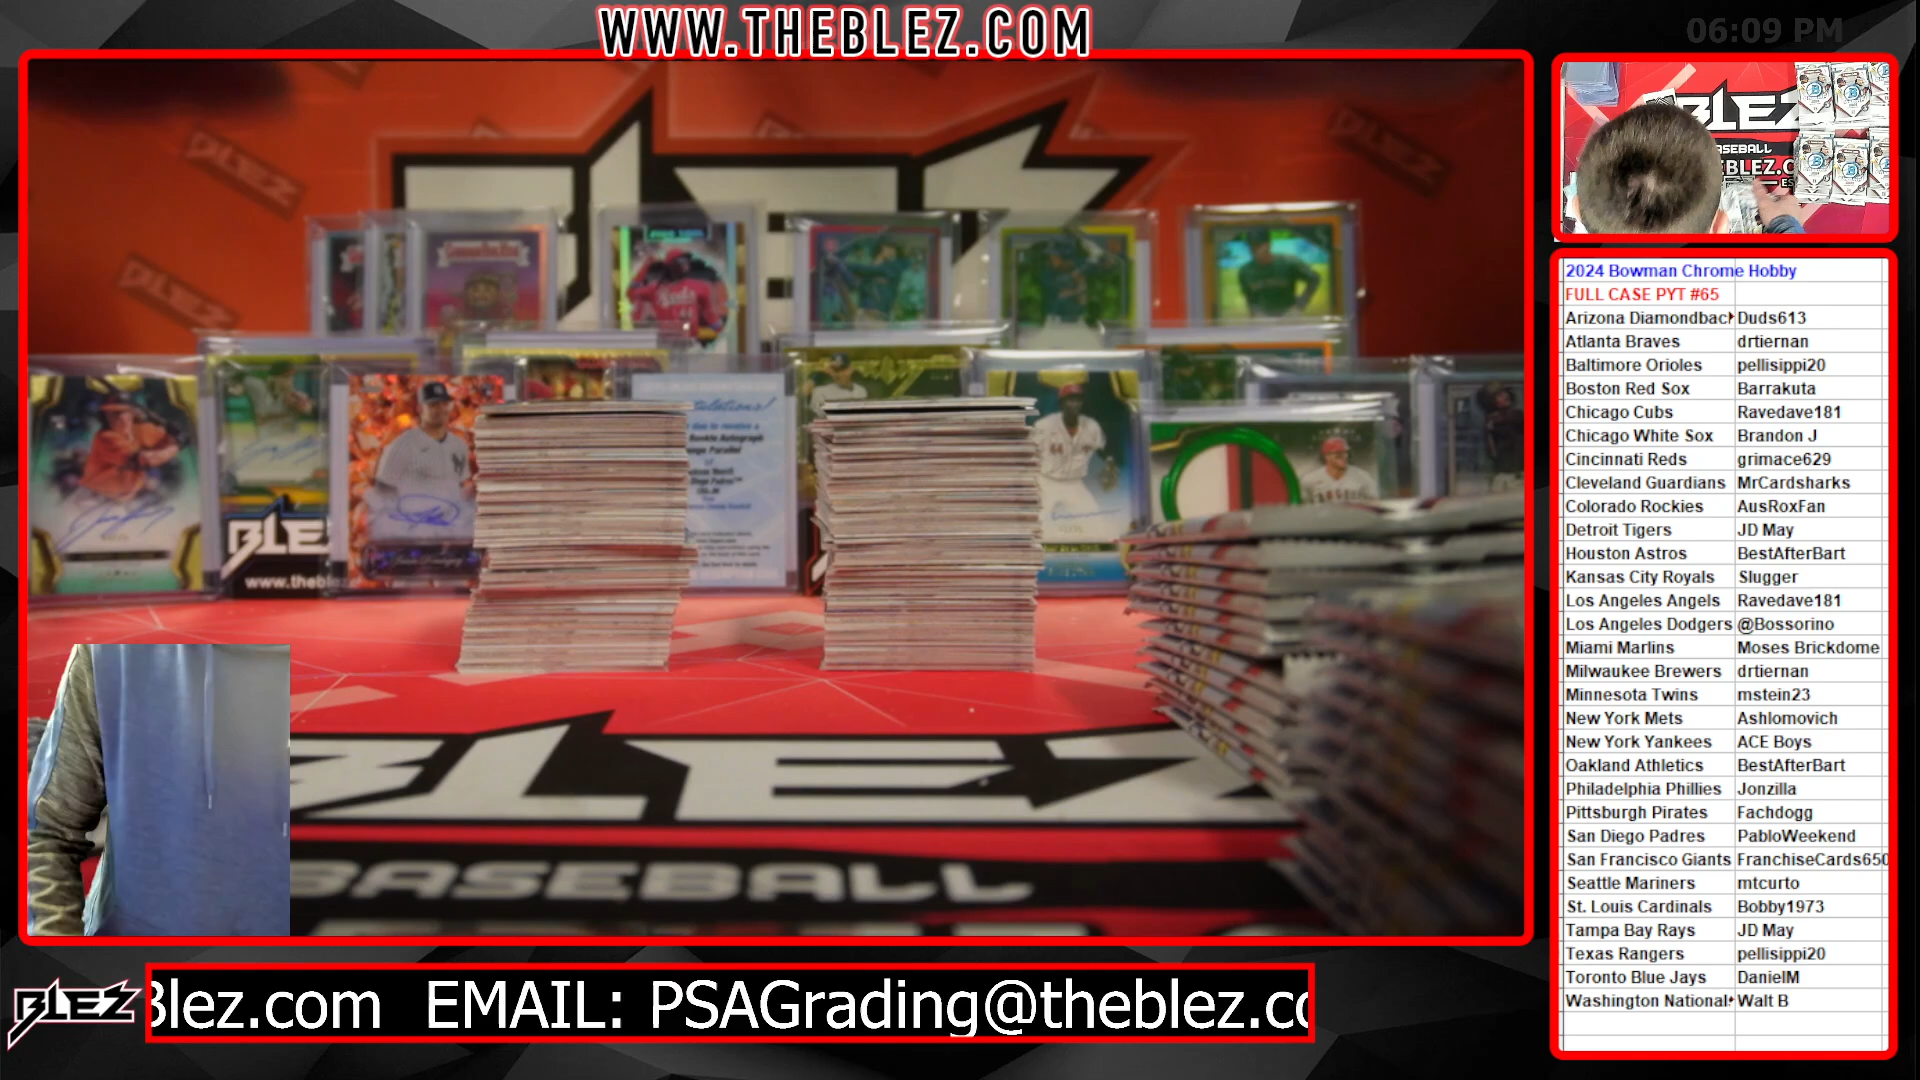 WWW.THEBLEZ.COM
06:09 PM
BLEZ
BASEBALL
2024 Bowman Chrome Hobby
FULL CASE PYT #65
Arizona Diamondback Duds613
Atlanta Braves drtiernan
Baltimore Orioles pellisippi20
Boston Red Sox Barrakuta
Chicago Cubs Ravedave181
Chicago White Sox Brandon J
Cincinnati Reds grimace629
Cleveland Guardians MrCardsharks
Colorado Rockies AusRoxFan
Detroit Tigers JD May
Houston Astros BestAfterBart
Kansas City Royals Slugger
Los Angeles Angels Ravedave181
Los Angeles Dodgers @Bossorino
Miami Marlins Moses Brickdome
Milwaukee Brewers drtiernan
Minnesota Twins mstein23
New York Mets Ashlomovich
New York Yankees ACE Boys
Oakland Athletics BestAfterBart
Philadelphia Phillies Jonzilla
Pittsburgh Pirates Fachdogg
San Diego Padres PabloWeekend
San Francisco Giants FranchiseCards650
Seattle Mariners mtcurto
St. Louis Cardinals Bobby1973
Tampa Bay Rays JD May
Texas Rangers pellisippi20
Toronto Blue Jays DanielM
Washington Nationals Walt B
BLEZ
Blez.com EMAIL: PSAGrading@theblez.co